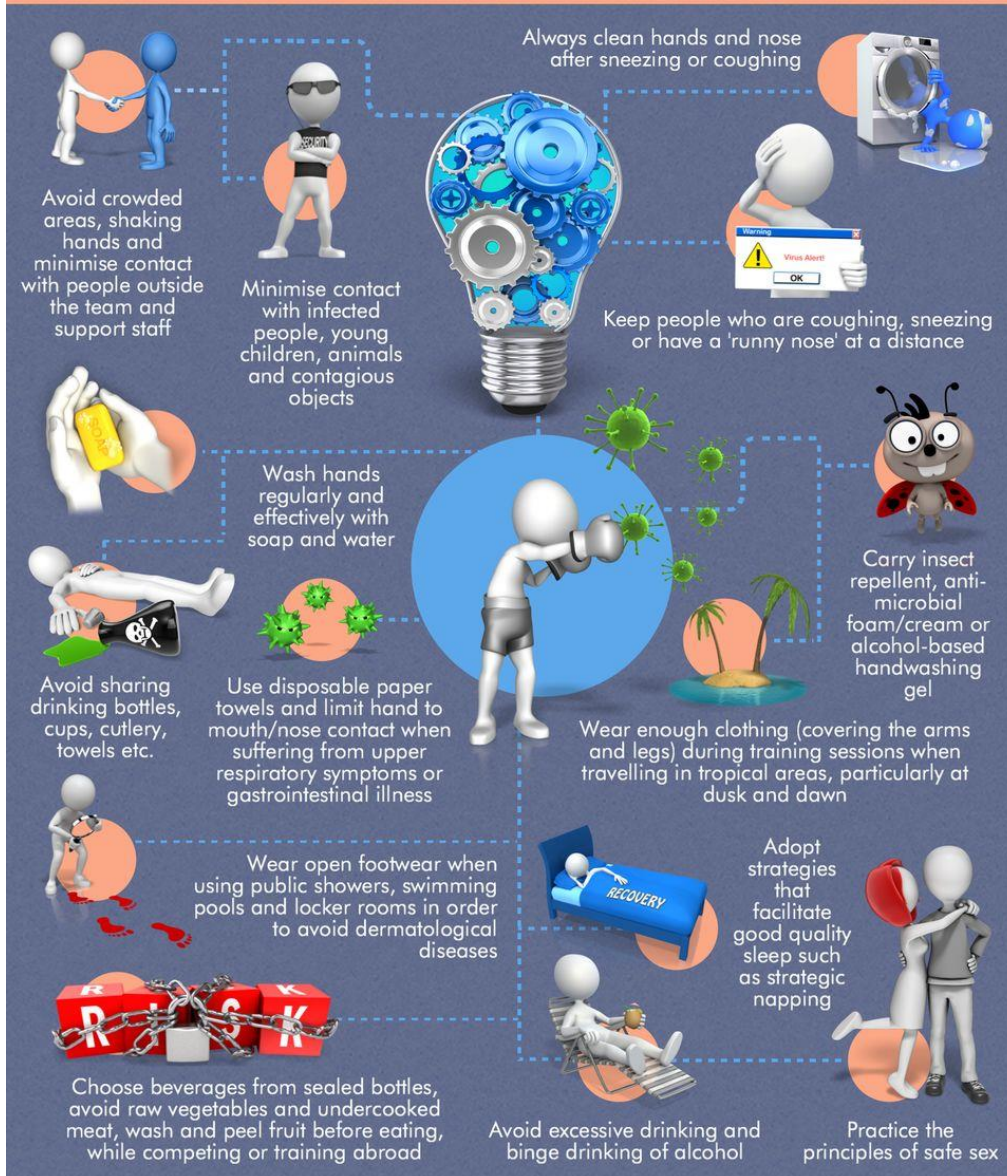 Always clean hands and nose
after sneezing or coughing
SECURITY
Avoid crowded
areas, shaking
hands and
minimise contact
with people outside
the team and
support staff
Minimise contact
with infected
people, young
children, animals
and contagious
objects
Warning
Virus Alert!
OK
Keep people who are coughing, sneezing
or have a 'runny nose' at a distance
SOAP
Wash hands
regularly and
effectively with
soap and water
Carry insect
repellent, anti-
microbial
foam/cream or
alcohol-based
handwashing
gel
Avoid sharing
drinking bottles,
cups, cutlery,
towels etc.
Use disposable paper
towels and limit hand to
mouth/nose contact when
suffering from upper
respiratory symptoms or
gastrointestinal illness
Wear enough clothing (covering the arms
and legs) during training sessions when
travelling in tropical areas, particularly at
dusk and dawn
Wear open footwear when
using public showers, swimming
pools and locker rooms in order
to avoid dermatological
diseases
RECOVERY
Adopt
strategies
that
facilitate
good quality
sleep such
as strategic
napping
R K
R I S K
Choose beverages from sealed bottles,
avoid raw vegetables and undercooked
meat, wash and peel fruit before eating,
while competing or training abroad
Avoid excessive drinking and
binge drinking of alcohol
Practice the
principles of safe sex